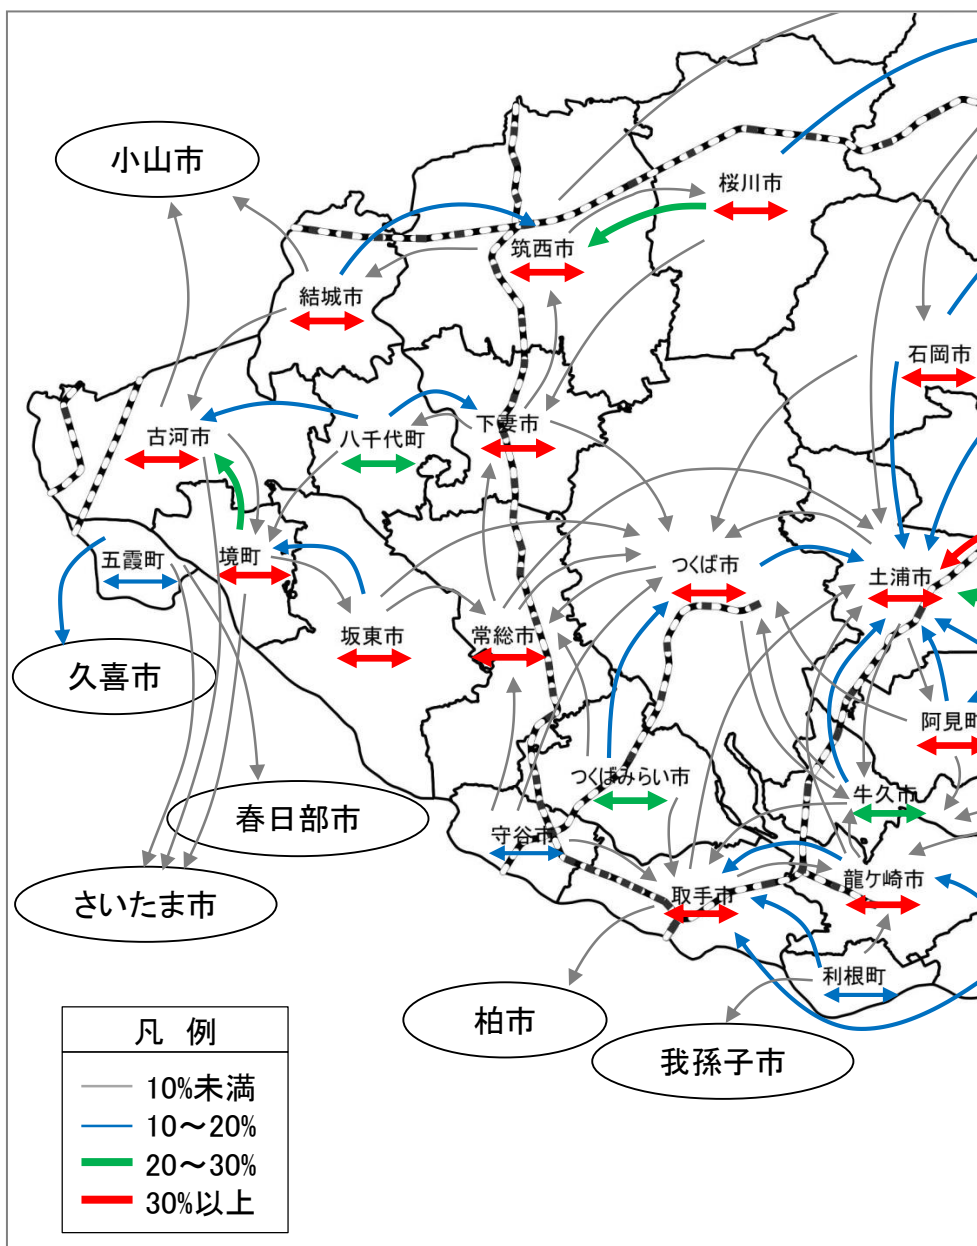 小山市
桜川市
筑西市
結城市
石岡市
古河市
八千代町
下妻市
五霞町
境町
つくば市
土浦市
坂東市
常総市
久喜市
阿見町
つくばみらい市
牛久市
春日部市
守谷市
さいたま市
取手市
龍ケ崎市
利根町
柏市
我孫子市
凡 例
10%未満
10～20%
20～30%
30%以上